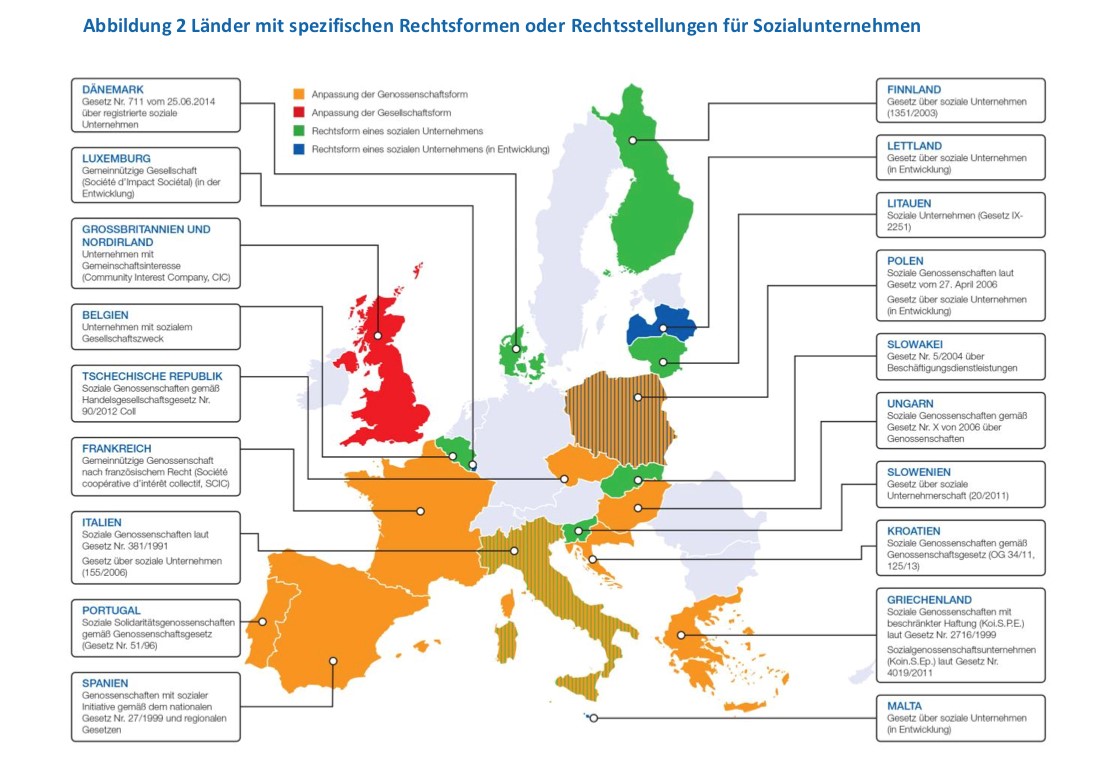 Abbildung 2 Länder mit spezifischen Rechtsformen oder Rechtsstellungen für Sozialunternehmen
Anpassung der Genossenschaftsform
Anpassung der Gesellschaftsform
Rechtsform eines sozialen Unternehmens
Rechtsform eines sozialen Unternehmens (in Entwicklung)
DÄNEMARK
Gesetz Nr. 711 vom 25.06.2014
über registrierte soziale
Unternehmen
LUXEMBURG
Gemeinnützige Gesellschaft
(Société d'Impact Sociétal) (in der
Entwicklung)
GROSSBRITANNIEN UND
NORDIRLAND
Unternehmen mit
Gemeinschaftsinteresse
(Community Interest Company, CIC)
BELGIEN
Unternehmen mit sozialem
Gesellschaftszweck
TSCHECHISCHE REPUBLIK
Soziale Genossenschaften gemäß
Handelsgesellschaftsgesetz Nr.
90/2012 Coll
FRANKREICH
Gemeinnützige Genossenschaft
nach französischem Recht (Société
coopérative d'intérêt collectif, SCIC)
ITALIEN
Soziale Genossenschaften laut
Gesetz Nr. 381/1991
Gesetz über soziale Unternehmen
(155/2006)
PORTUGAL
Soziale Solidaritätsgenossenschaften
gemäß Genossenschaftsgesetz
(Gesetz Nr. 51/96)
SPANIEN
Genossenschaften mit sozialer
Initiative gemäß dem nationalen
Gesetz Nr. 27/1999 und regionalen
Gesetzen
FINNLAND
Gesetz über soziale Unternehmen
(1351/2003)
LETTLAND
Gesetz über soziale Unternehmen
(in Entwicklung)
LITAUEN
Soziale Unternehmen (Gesetz IX-
2251)
POLEN
Soziale Genossenschaften laut
Gesetz vom 27. April 2006
Gesetz über soziale Unternehmen
(in Entwicklung)
SLOWAKEI
Gesetz Nr. 5/2004 über
Beschäftigungsdienstleistungen
UNGARN
Soziale Genossenschaften gemäß
Gesetz Nr. X von 2006 über
Genossenschaften
SLOWENIEN
Gesetz über soziale
Unternehmerschaft (20/2011)
KROATIEN
Soziale Genossenschaften gemäß
Genossenschaftsgesetz (OG 34/11,
125/13)
GRIECHENLAND
Soziale Genossenschaften mit
beschränkter Haftung (Koi.S.P.E.)
laut Gesetz Nr. 2716/1999
Sozialgenossenschaftsunternehmen
(Koin.S.Ep.) laut Gesetz Nr.
4019/2011
MALTA
Gesetz über soziale Unternehmen
(in Entwicklung)